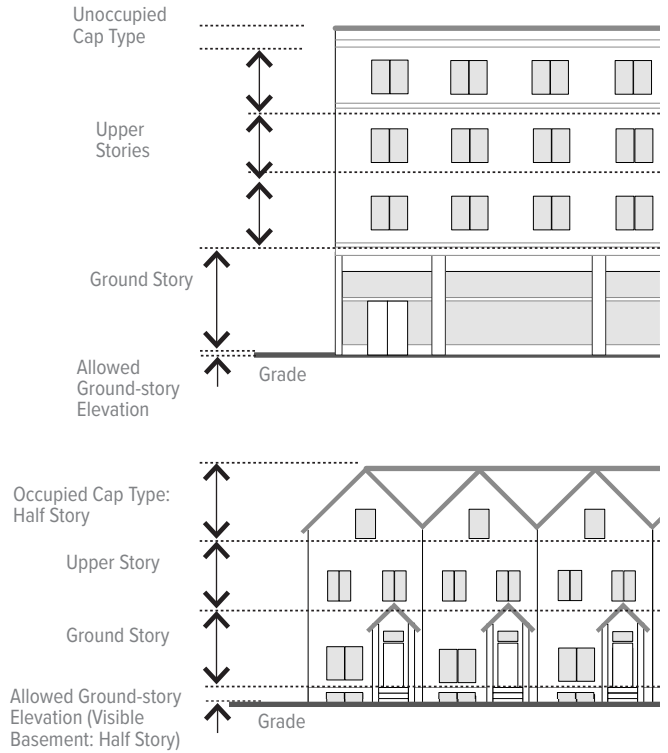 Unoccupied
Cap Type
Upper
Stories
Ground Story
Allowed
Ground-story
Elevation
Grade
Occupied Cap Type:
Half Story
Upper Story
Ground Story
Allowed Ground-story
Elevation (Visible
Basement: Half Story)
Grade